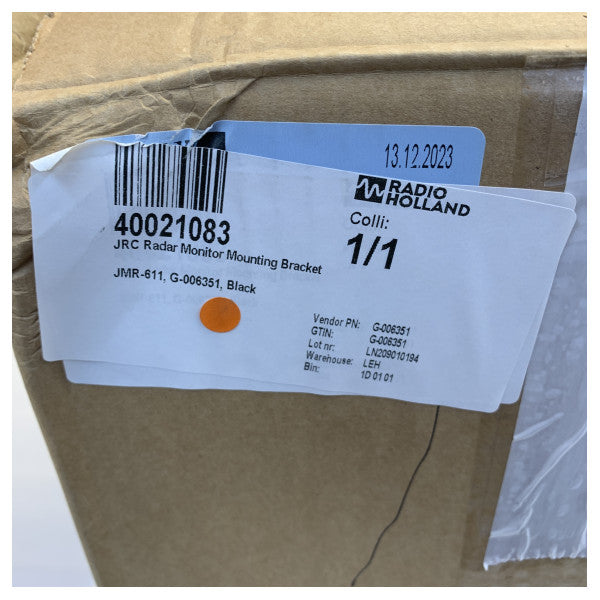 13.12.2023
RADIO
HOLLAND
40021083
JRC Radar Monitor Mounting Bracket
JMR-611, G-006351, Black
Colli:
1/1
Vendor PN: G-006351
GTIN: G-006351
Lot nr: LN209010194
Warehouse: LEH
Bin: 1D 01 01